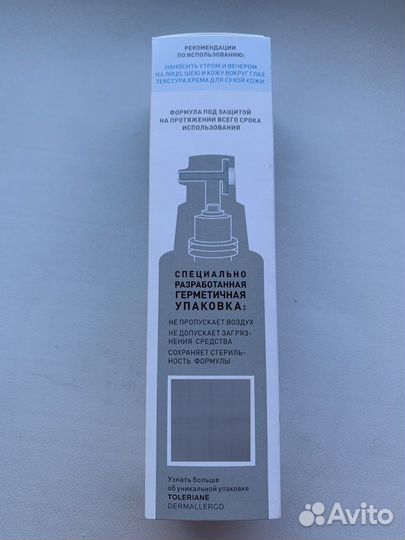 РЕКОМЕНДАЦИИ
ПО ИСПОЛЬЗОВАНИЮ:
НАНОСИТЬ УТРОМ И ВЕЧЕРОМ
НА ЛИЦО, ШЕЮ И КОЖУ ВОКРУГ ГЛАЗ.
ТЕКСТУРА КРЕМА ДЛЯ СУХОЙ КОЖИ.
ФОРМУЛА ПОД ЗАЩИТОЙ
НА ПРОТЯЖЕНИИ ВСЕГО СРОКА
ИСПОЛЬЗОВАНИЯ
СПЕЦИАЛЬНО
РАЗРАБОТАННАЯ
ГЕРМЕТИЧНАЯ
УПАКОВКА:
НЕ ПРОПУСКАЕТ ВОЗДУХ
НЕ ДОПУСКАЕТ ЗАГРЯЗ-
НЕНИЯ СРЕДСТВА
СОХРАНЯЕТ СТЕРИЛЬ-
НОСТЬ ФОРМУЛЫ
Узнать больше
об уникальной упаковке
TOLERIANE
DERMALLERGO
Avito